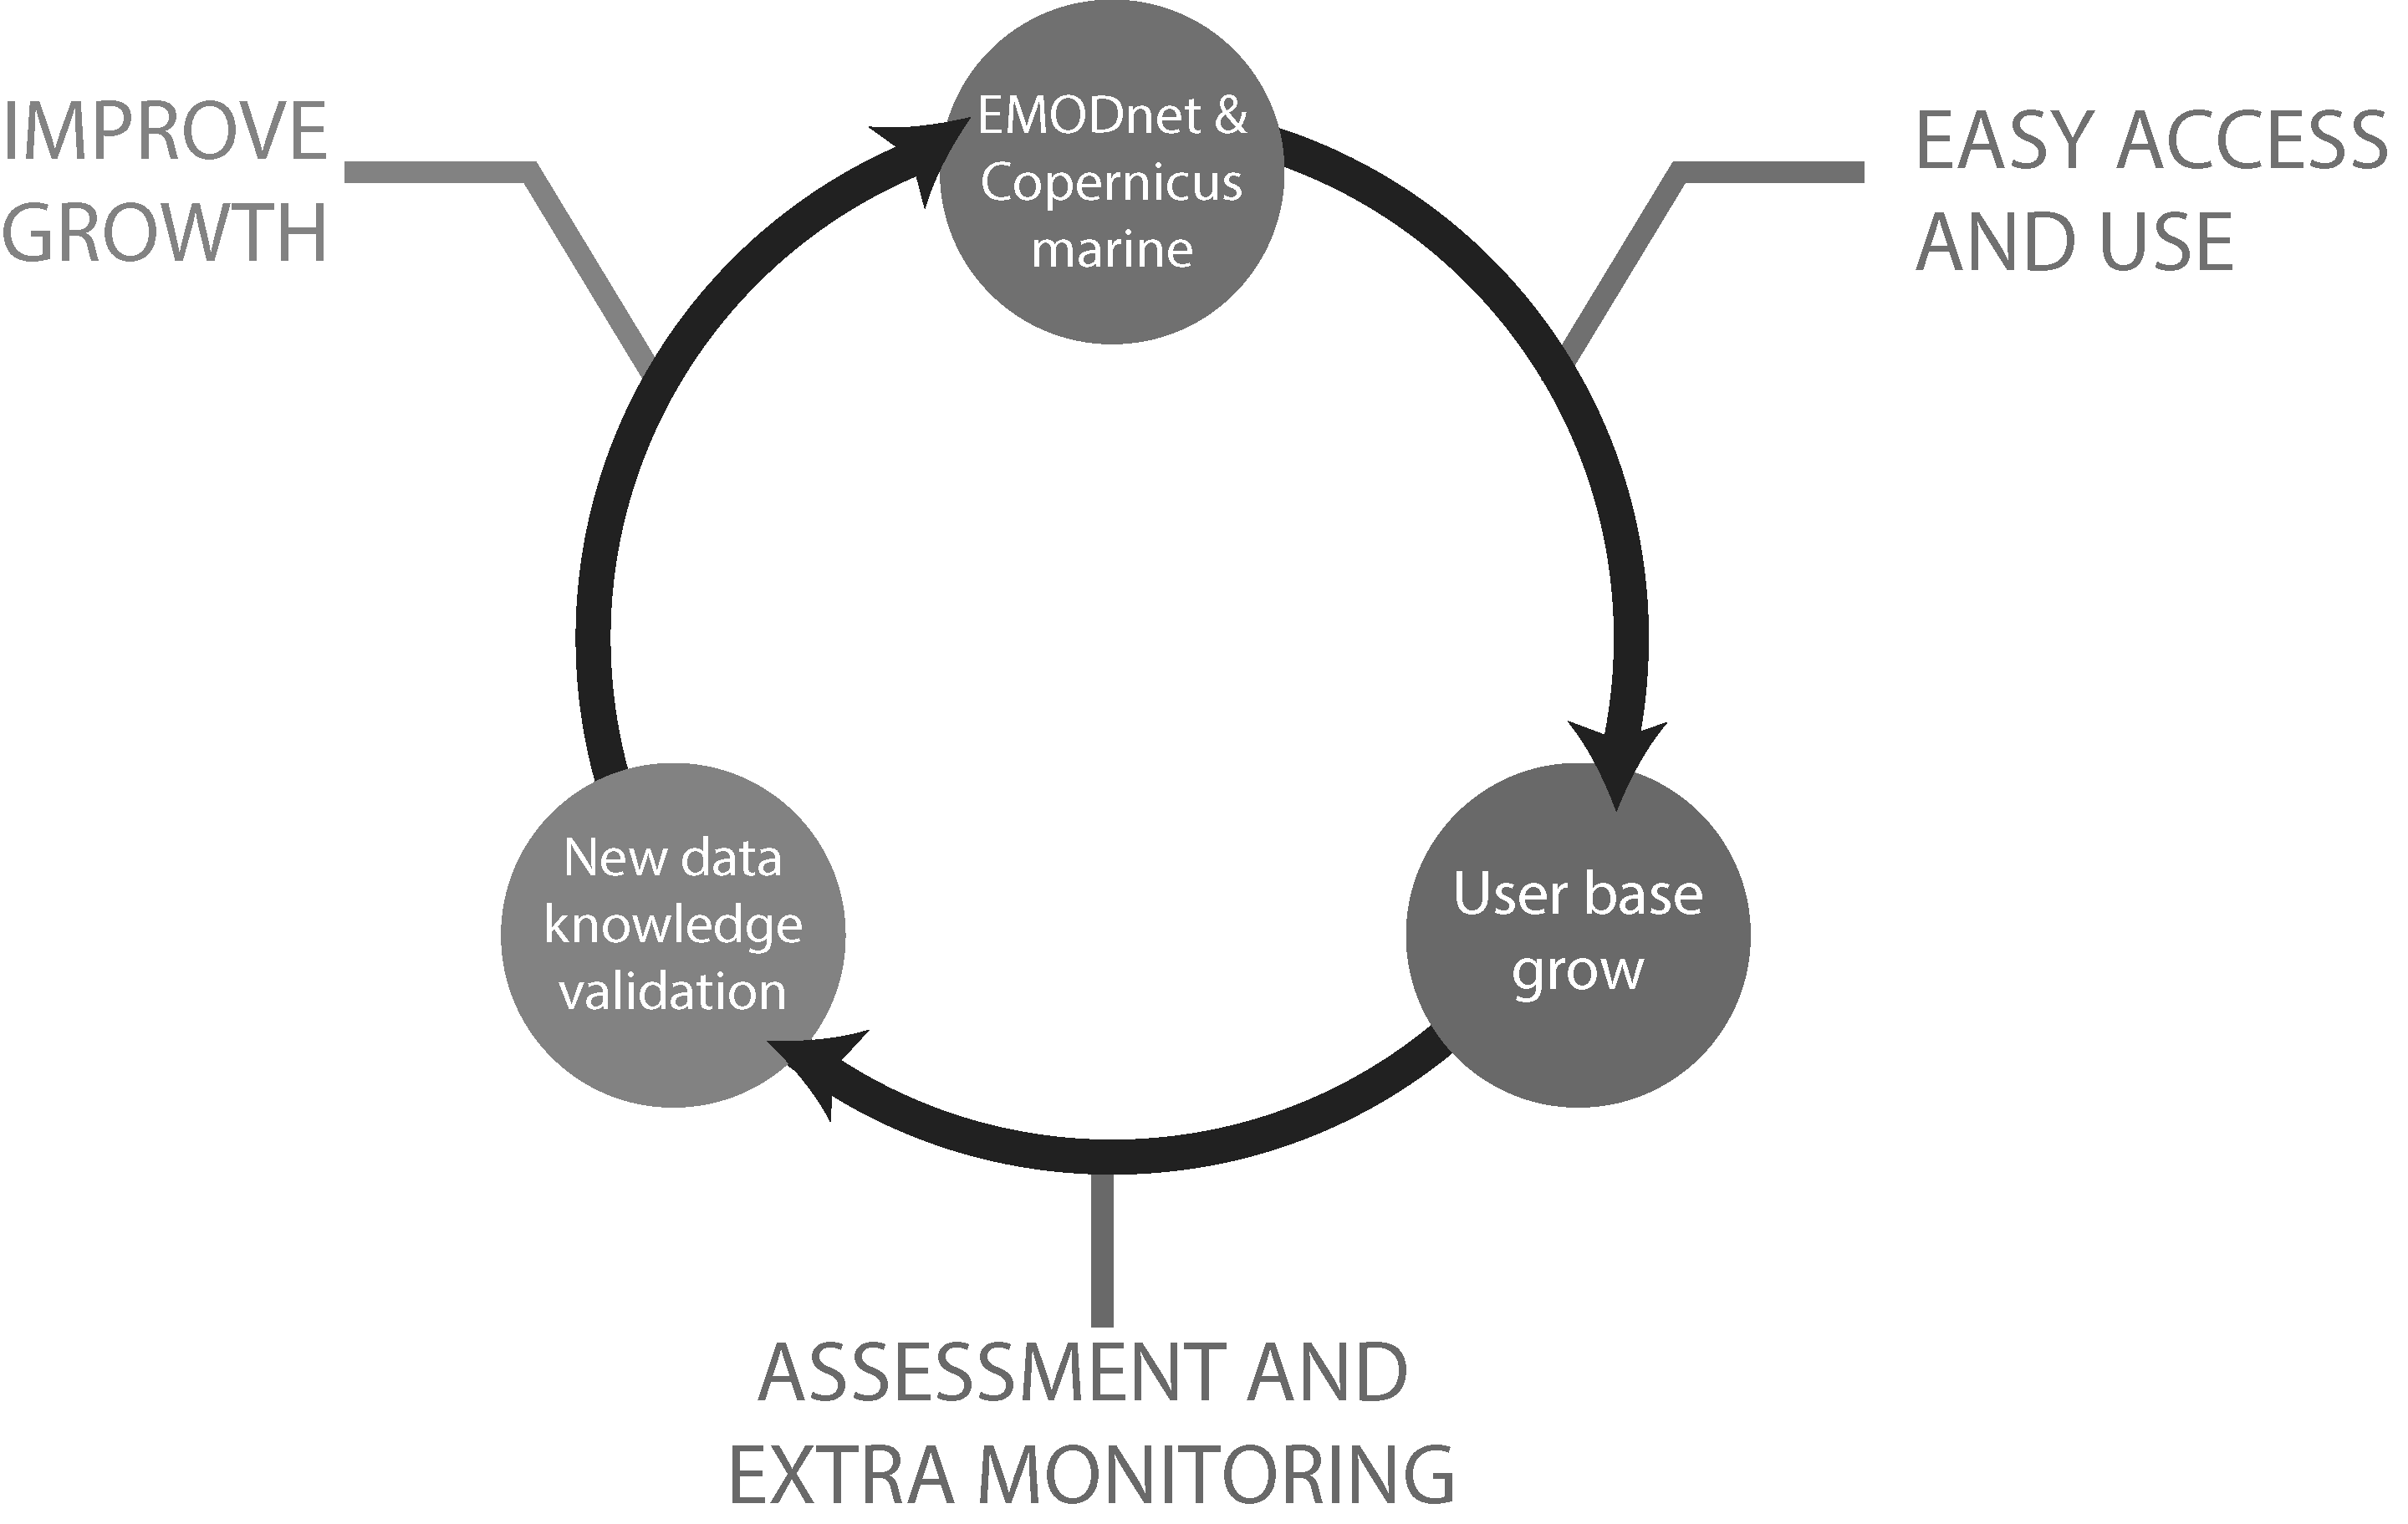 IMPROVE
GROWTH
EMODnet &
Copernicus
marine
EASY ACCESS
AND USE
New data
knowledge
validation
User base
grow
ASSESSMENT AND
EXTRA MONITORING